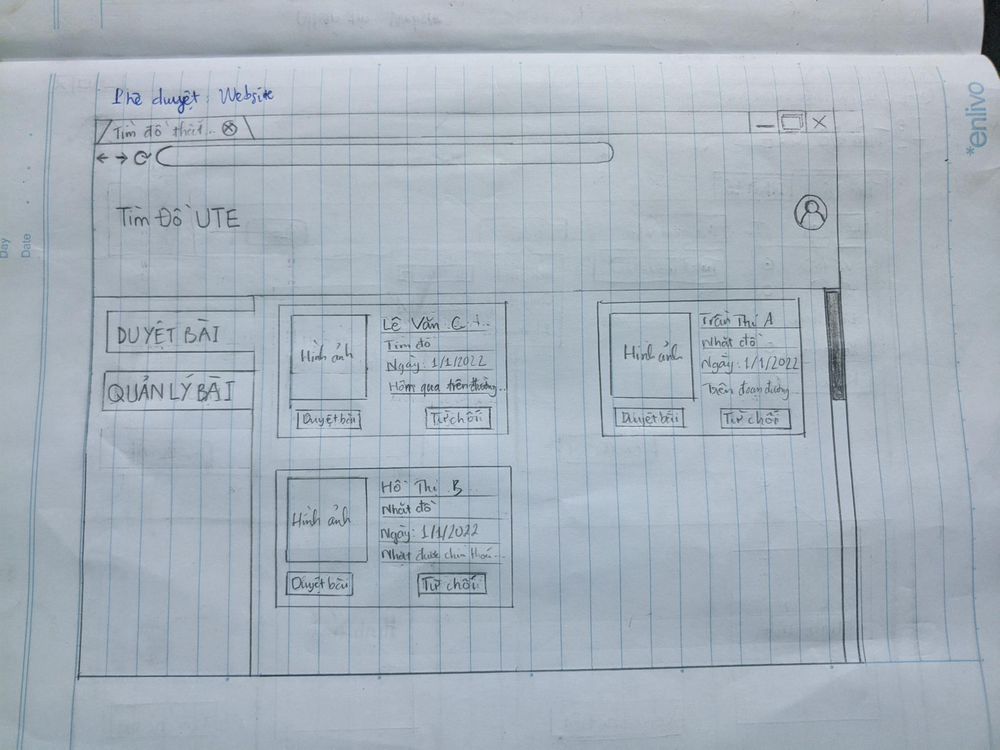 Phê duyệt: Website
Tìm đồ thất..
Tìm Đồ UTE
DUYỆT BÀI
QUẢN LÝ BÀI
Hình ảnh
Lê Văn C
Tìm đồ
Ngày: 1/1/2022
Hôm qua trên đường...
Duyệt bài
Từ chối
Hình ảnh
Trần Thị A
Nhặt đồ
Ngày: 1/1/2022
Trên đoạn đường
Duyệt bài
Từ chối
Hình ảnh
Hồ Thị B
Nhặt đồ
Ngày: 1/1/2022
Nhặt được chìa khoá...
Duyệt bài
Từ chối
Day
Date
*enlivo